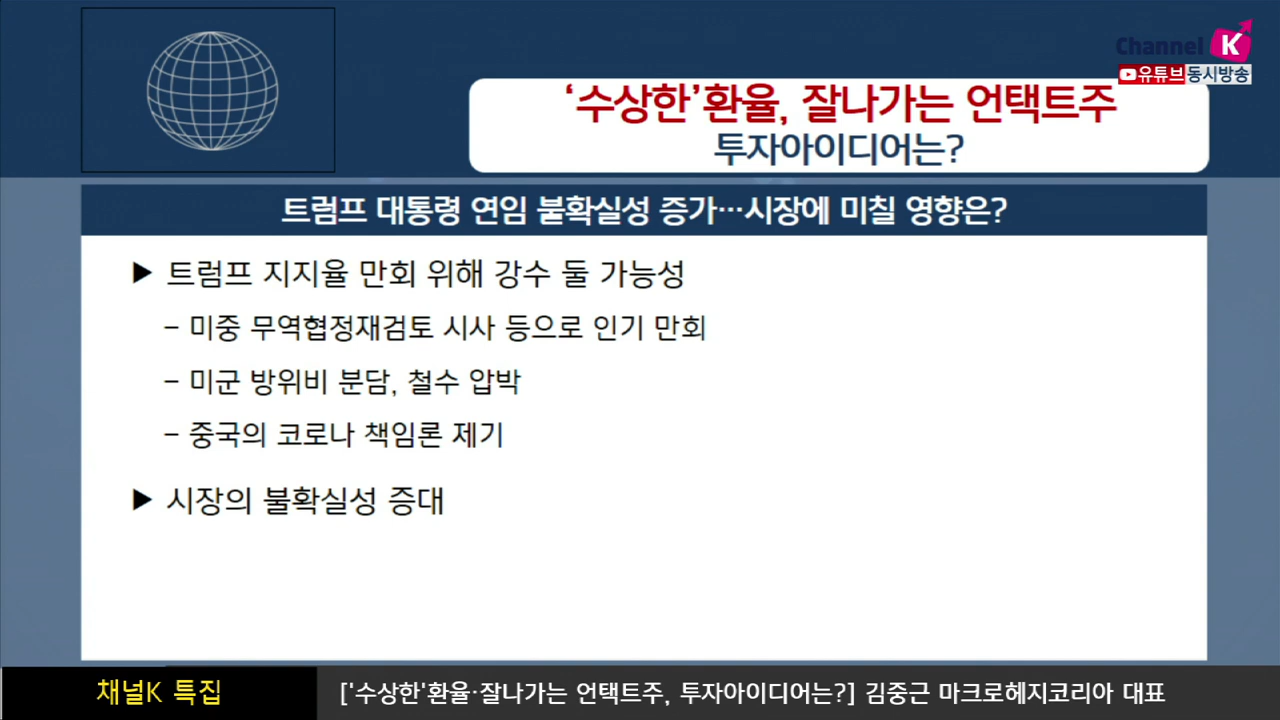 Channel K
유튜브동시방송
‘수상한’환율, 잘나가는 언택트주
투자아이디어는?
트럼프 대통령 연임 불확실성 증가…시장에 미칠 영향은?
▶ 트럼프 지지율 만회 위해 강수 둘 가능성
– 미중 무역협정재검토 시사 등으로 인기 만회
– 미군 방위비 분담, 철수 압박
– 중국의 코로나 책임론 제기
▶ 시장의 불확실성 증대
채널K 특집
['수상한'환율·잘나가는 언택트주, 투자아이디어는?] 김중근 마크로헤지코리아 대표